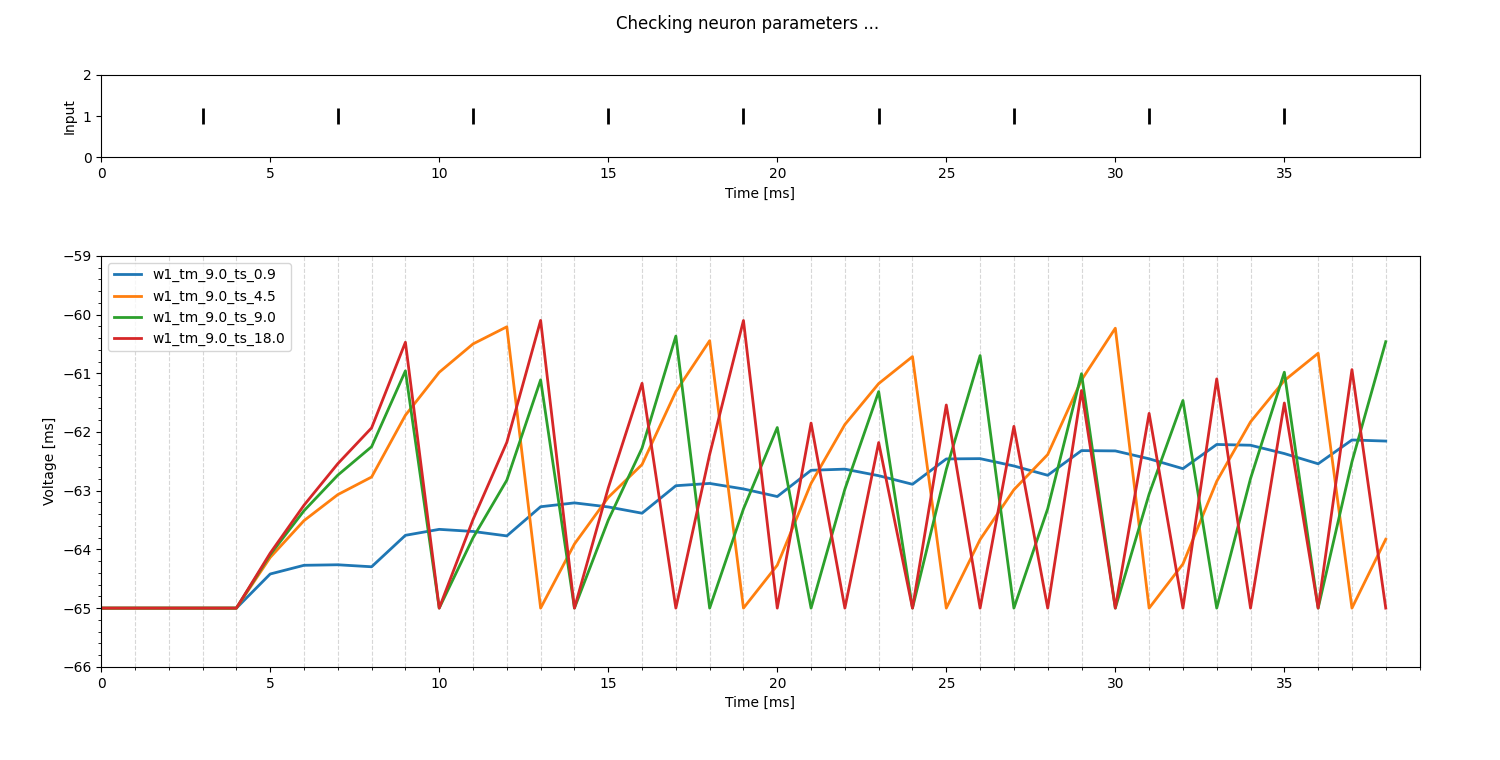 Checking neuron parameters ...
2
1
0
Input
0 5 10 15 20 25 30 35
Time [ms]
−59
−60
−61
−62
−63
−64
−65
−66
Voltage [ms]
w1_tm_9.0_ts_0.9
w1_tm_9.0_ts_4.5
w1_tm_9.0_ts_9.0
w1_tm_9.0_ts_18.0
0 5 10 15 20 25 30 35
Time [ms]